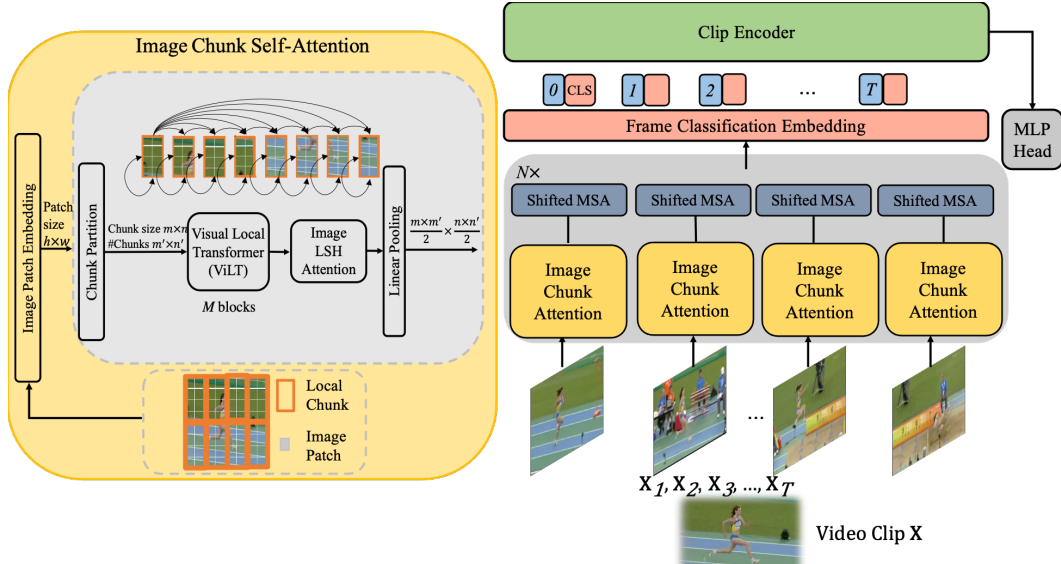 Image Chunk Self-Attention
Image Patch Embedding
Patch
size
h×w
Chunk Partition
Chunk size m×n
#Chunks m'×n'
Visual Local
Transformer
(ViLT)
M blocks
Image
LSH
Attention
Linear Pooling
m×m'/2 × n×n'/2
Local
Chunk
Image
Patch
Clip Encoder
0 CLS 1 2 ... T
Frame Classification Embedding
MLP
Head
N×
Shifted MSA Shifted MSA Shifted MSA Shifted MSA
Image Image Image Image
Chunk Chunk Chunk Chunk
Attention Attention Attention Attention
...
X1, X2, X3, ..., XT
Video Clip X